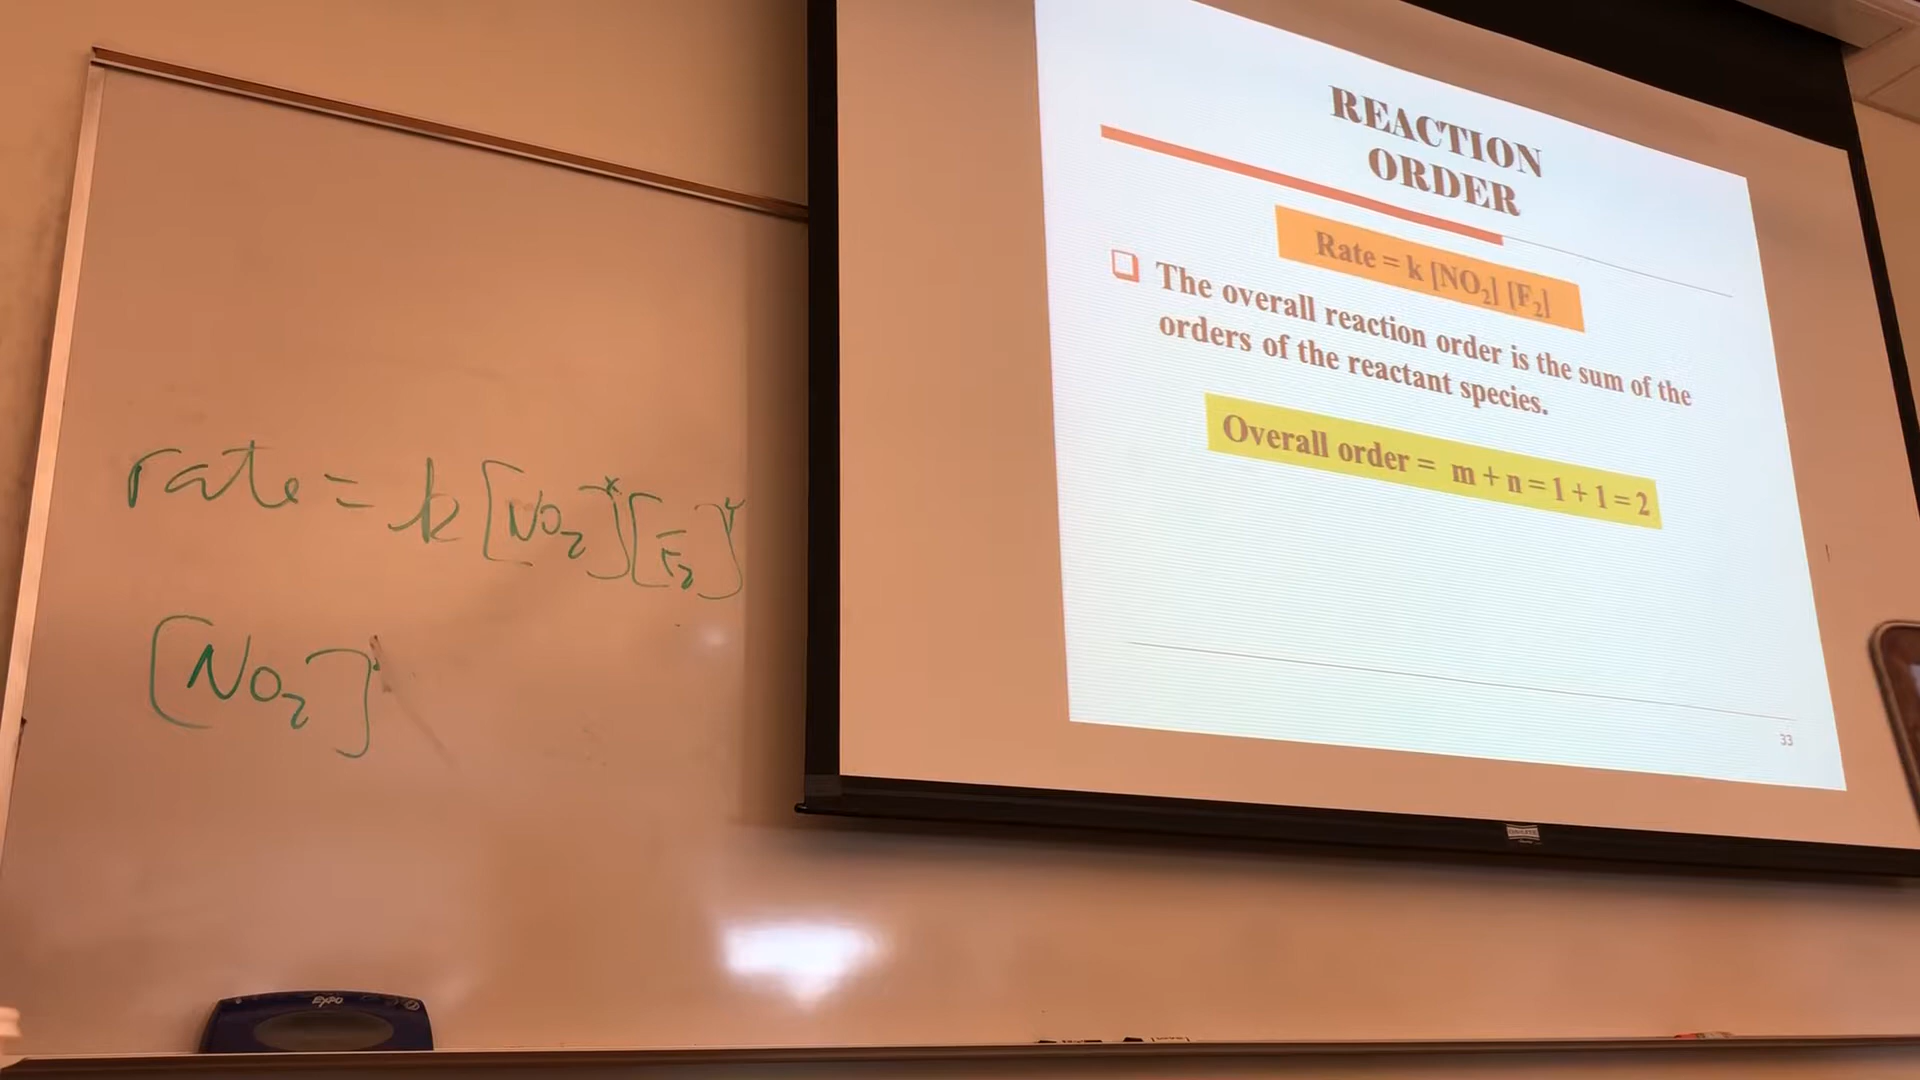 rate = k[NO₂]ˣ[F₂]ʸ
[NO₂]
EXPO
REACTION
ORDER
Rate = k [NO₂] [F₂]
❑ The overall reaction order is the sum of the
orders of the reactant species.
Overall order = m + n = 1 + 1 = 2
33